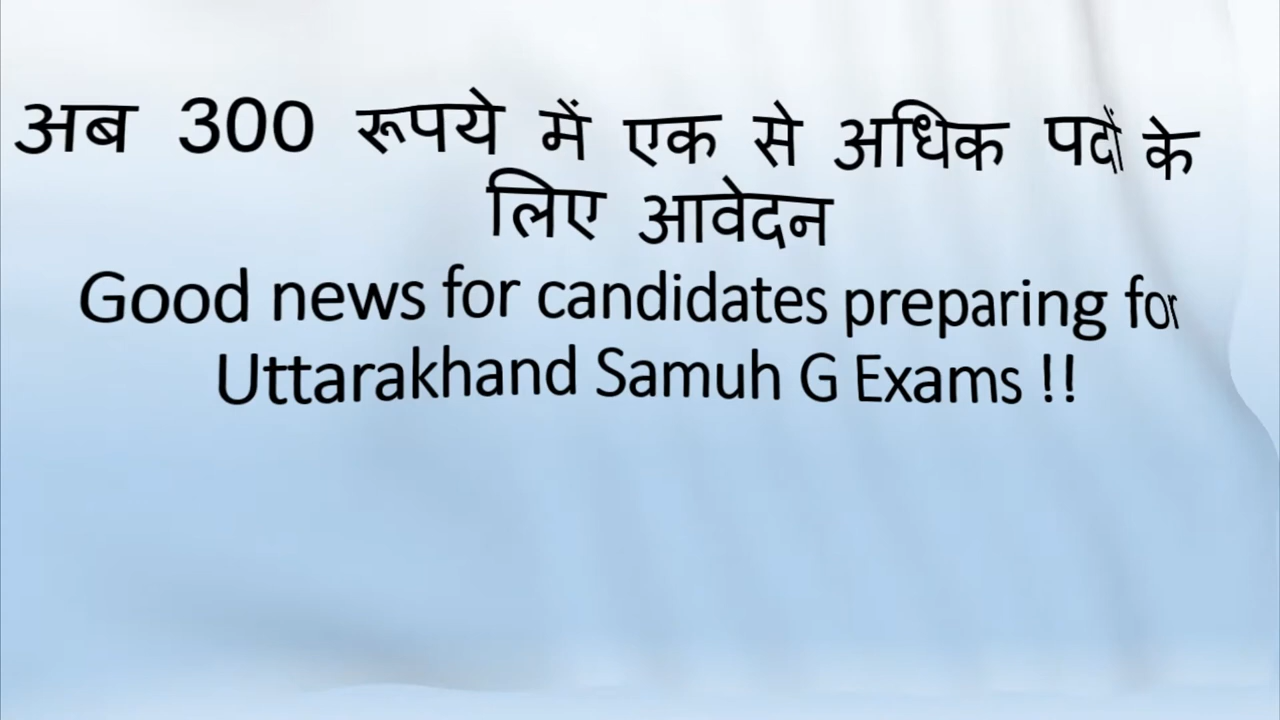 अब 300 रूपये में एक से अधिक पदों के
लिए आवेदन
Good news for candidates preparing for
Uttarakhand Samuh G Exams !!